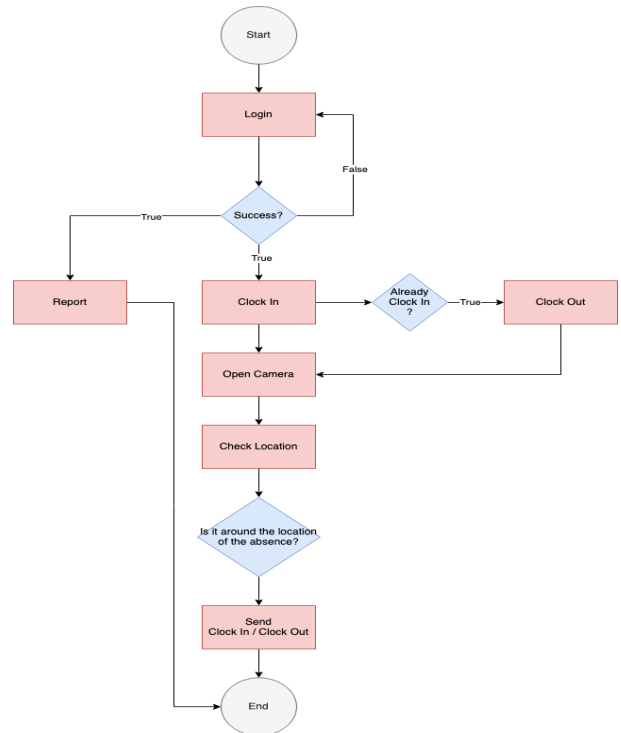 Start
Login
False
Success?
True
True
Report
Clock In
Already
Clock In
?
True
Clock Out
Open Camera
Check Location
Is it around the location
of the absence?
Send
Clock In / Clock Out
End